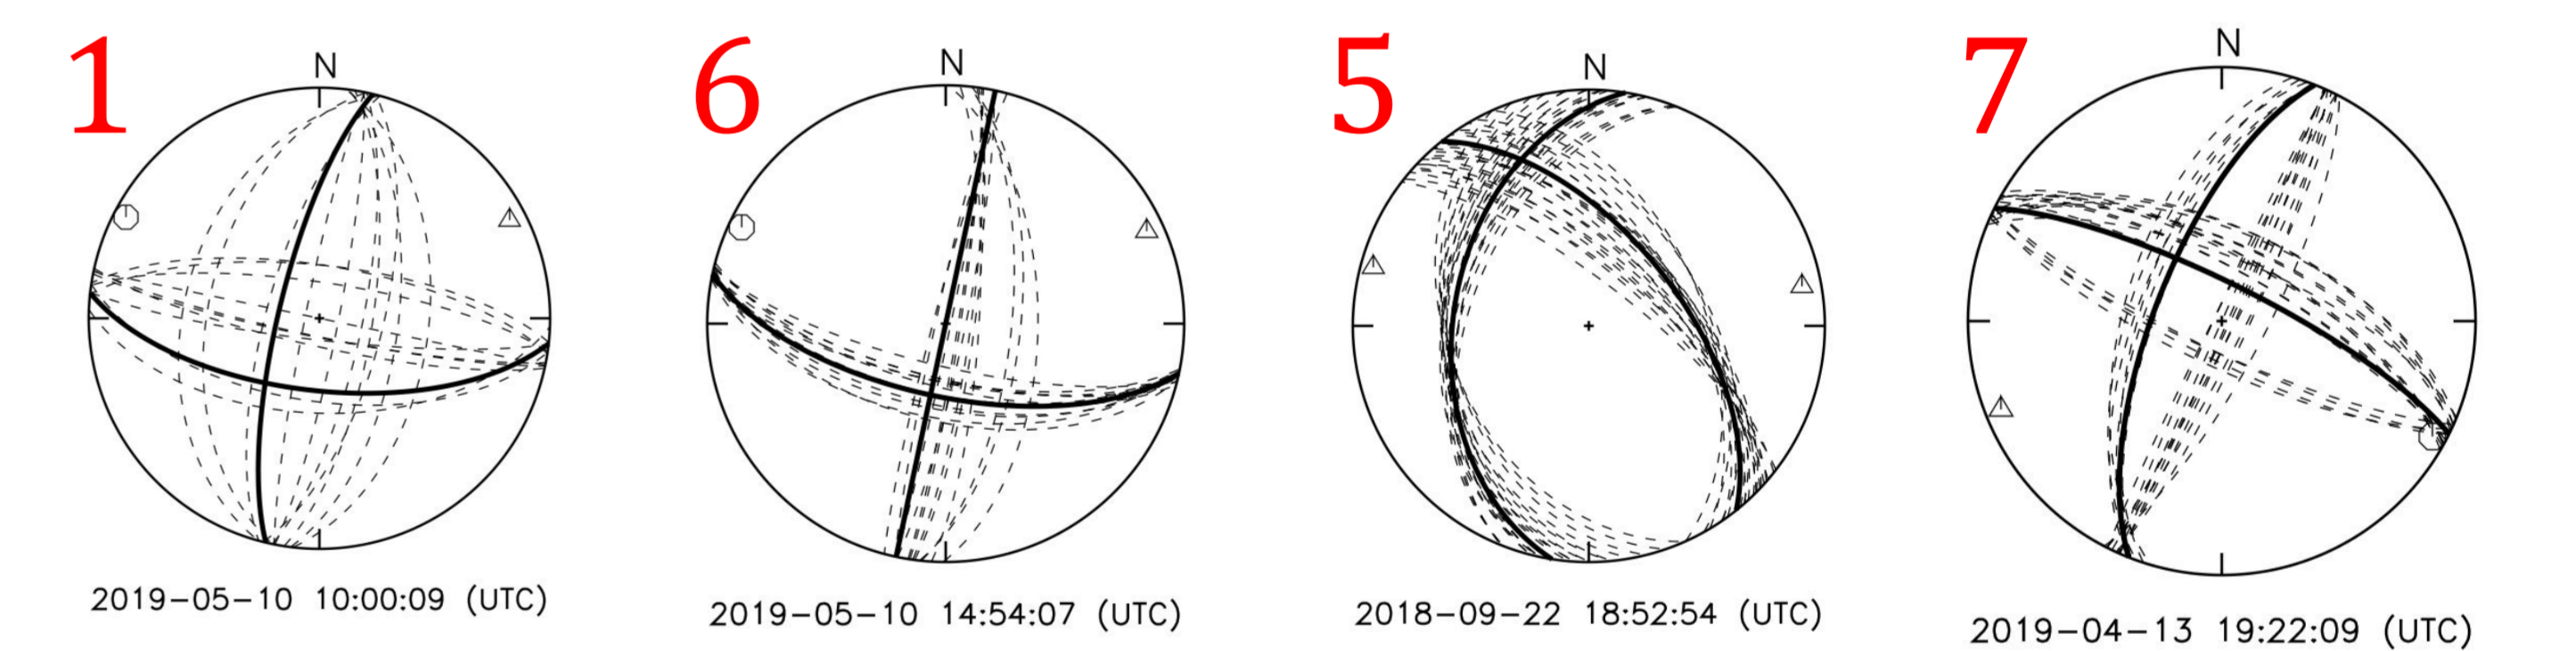 1
N
2019-05-10 10:00:09 (UTC)
6
N
2019-05-10 14:54:07 (UTC)
5
N
2018-09-22 18:52:54 (UTC)
7
N
2019-04-13 19:22:09 (UTC)